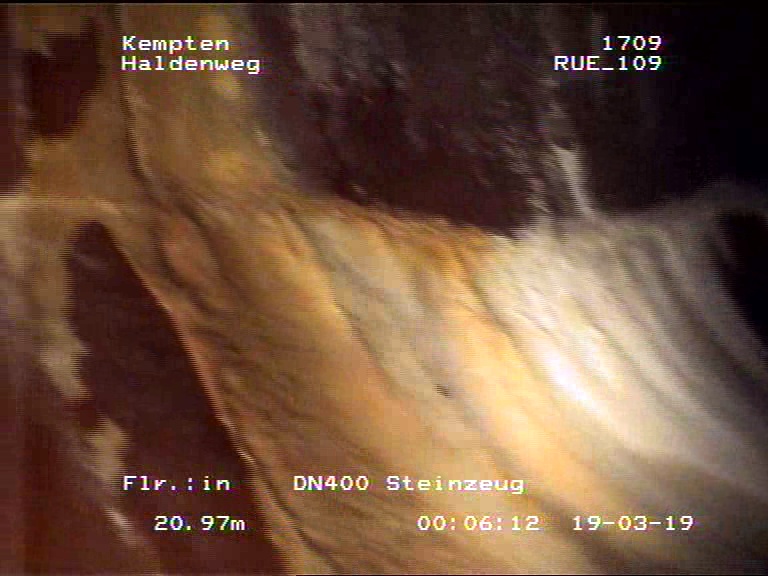 Kempten 1709
Haldenweg RUE_109
Flr.:in DN400 Steinzeug
20.97m 00:06:12 19-03-19